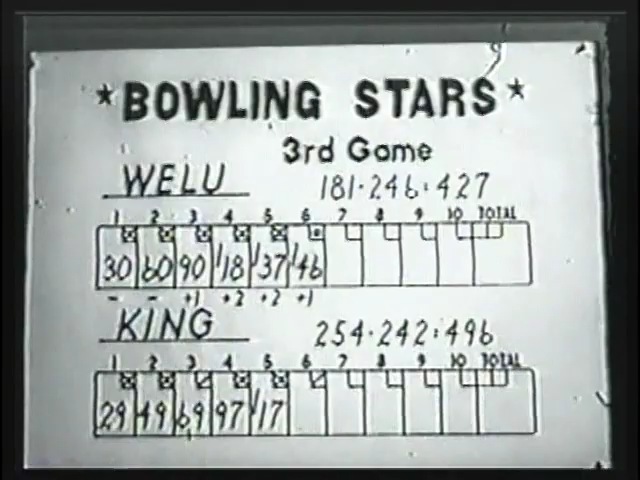 *BOWLING STARS*
3rd Game
WELU 181·246:427
1 2 3 4 5 6 7 8 9 10 TOTAL
30 60 90 118 137 146
- - +1 +2 +2 +1
KING 254·242:496
1 2 3 4 5 6 7 8 9 10 TOTAL
29 49 69 97 117